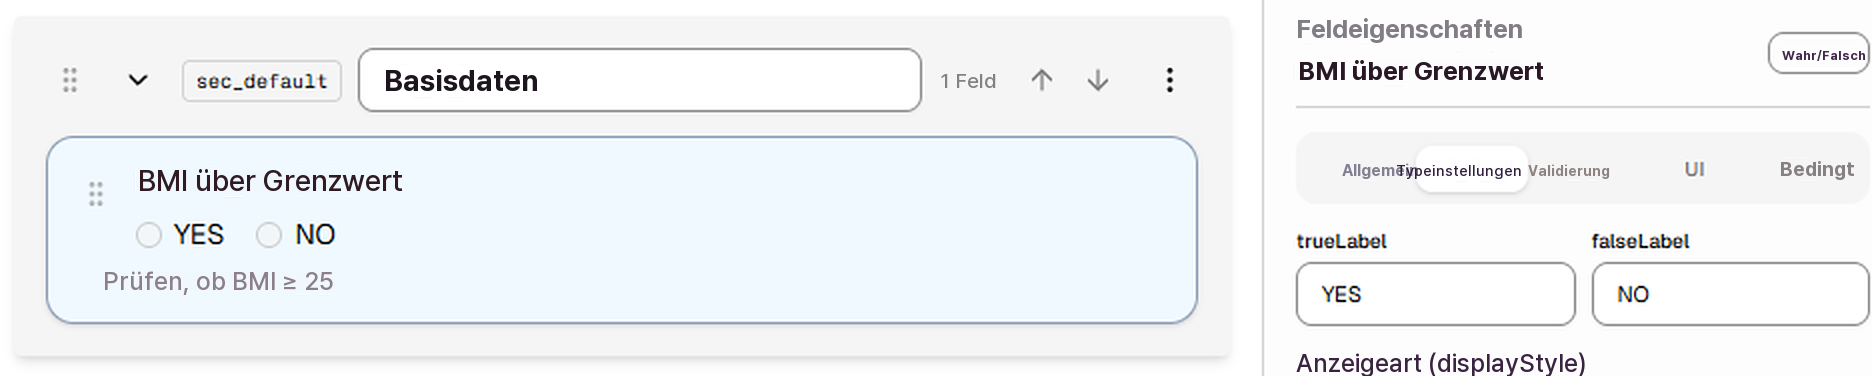 sec_default Basisdaten 1 Feld
BMI über Grenzwert
YES NO
Prüfen, ob BMI ≥ 25
Feldeigenschaften
BMI über Grenzwert
Wahr/Falsch
Allgemein Typeinstellungen Validierung UI Bedingt
trueLabel falseLabel
YES NO
Anzeigeart (displayStyle)